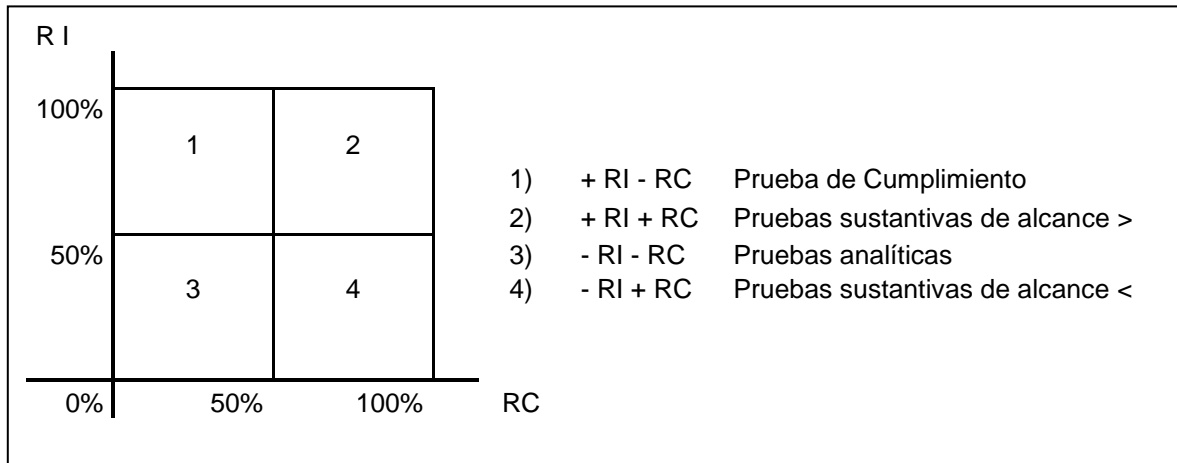 R I
100%
1 2
1) + RI - RC Prueba de Cumplimiento
2) + RI + RC Pruebas sustantivas de alcance >
50%
3) - RI - RC Pruebas analíticas
3 4
4) - RI + RC Pruebas sustantivas de alcance <
0% 50% 100% RC